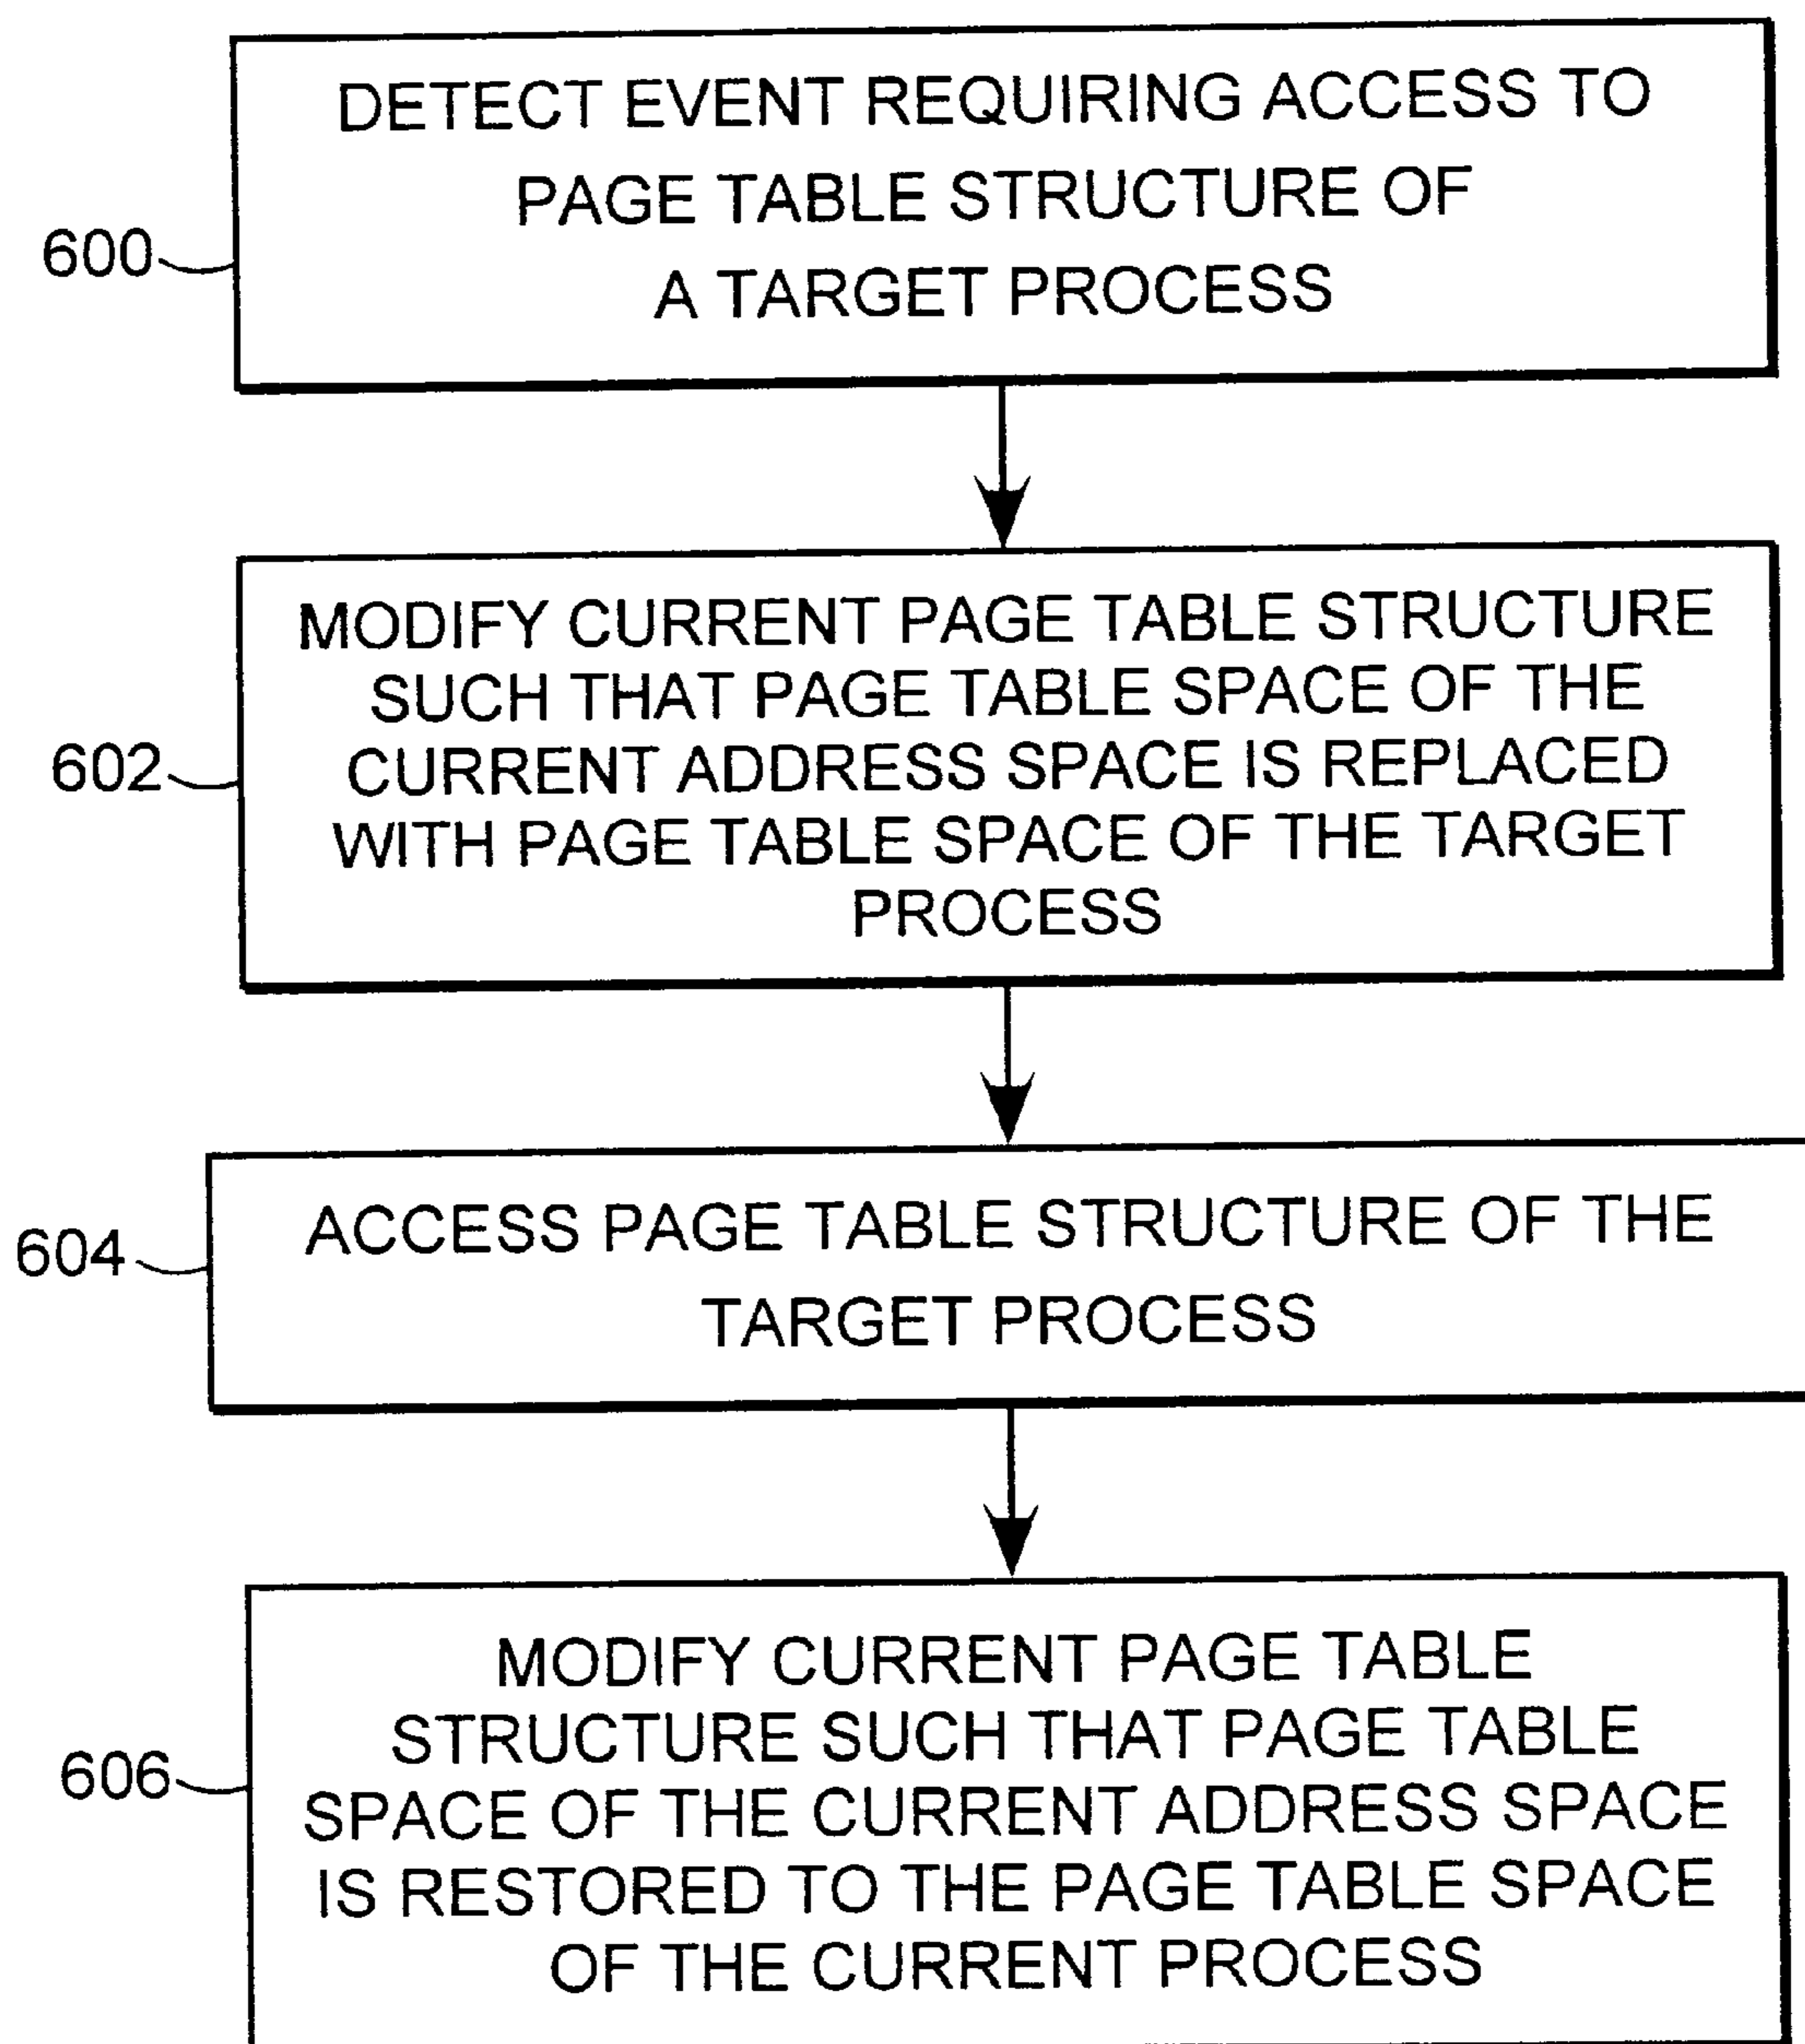 DETECT EVENT REQUIRING ACCESS TO
PAGE TABLE STRUCTURE OF
A TARGET PROCESS
600
MODIFY CURRENT PAGE TABLE STRUCTURE
SUCH THAT PAGE TABLE SPACE OF THE
CURRENT ADDRESS SPACE IS REPLACED
WITH PAGE TABLE SPACE OF THE TARGET
PROCESS
602
ACCESS PAGE TABLE STRUCTURE OF THE
TARGET PROCESS
604
MODIFY CURRENT PAGE TABLE
STRUCTURE SUCH THAT PAGE TABLE
SPACE OF THE CURRENT ADDRESS SPACE
IS RESTORED TO THE PAGE TABLE SPACE
OF THE CURRENT PROCESS
606